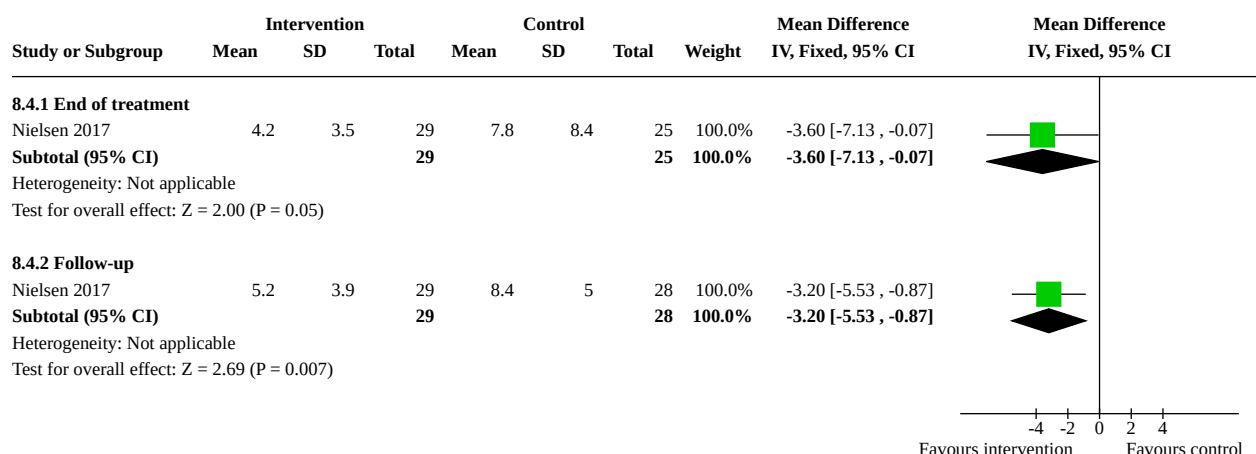 Intervention Control Mean Difference Mean Difference
Study or Subgroup Mean SD Total Mean SD Total Weight IV, Fixed, 95% CI IV, Fixed, 95% CI
8.4.1 End of treatment
Nielsen 2017 4.2 3.5 29 7.8 8.4 25 100.0% -3.60 [-7.13 , -0.07]
Subtotal (95% CI) 29 25 100.0% -3.60 [-7.13 , -0.07]
Heterogeneity: Not applicable
Test for overall effect: Z = 2.00 (P = 0.05)
8.4.2 Follow-up
Nielsen 2017 5.2 3.9 29 8.4 5 28 100.0% -3.20 [-5.53 , -0.87]
Subtotal (95% CI) 29 28 100.0% -3.20 [-5.53 , -0.87]
Heterogeneity: Not applicable
Test for overall effect: Z = 2.69 (P = 0.007)
-4 -2 0 2 4
Favours intervention Favours control